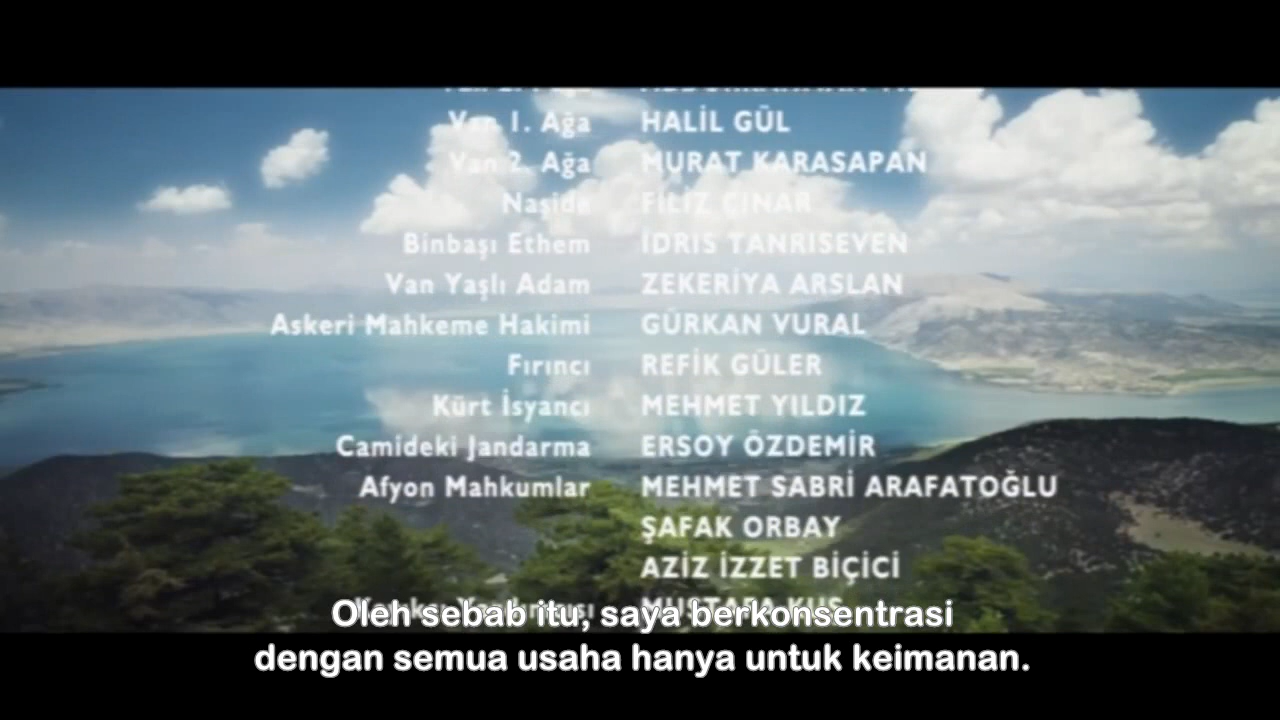 Van 1. Ağa HALİL GÜL
Van 2. Ağa MURAT KARASAPAN
Naşide FİLİZ ÇINAR
Binbaşı Ethem İDRİS TANRISEVEN
Van Yaşlı Adam ZEKERİYA ARSLAN
Askeri Mahkeme Hakimi GÜRKAN VURAL
Fırıncı REFİK GÜLER
Kürt İsyancı MEHMET YILDIZ
Camideki Jandarma ERSOY ÖZDEMİR
Afyon Mahkumlar MEHMET SABRİ ARAFATOĞLU
ŞAFAK ORBAY
AZİZ İZZET BİÇİCİ
MUSTAFA KUŞ
Oleh sebab itu, saya berkonsentrasi
dengan semua usaha hanya untuk keimanan.